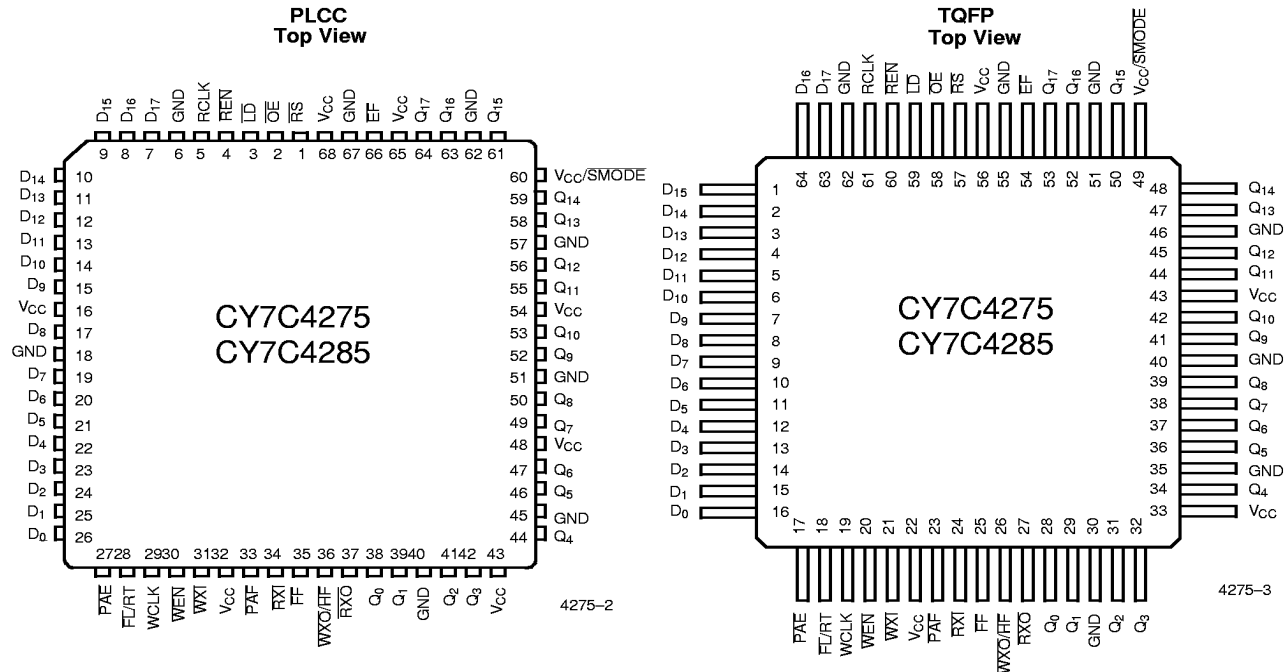 PLCC
Top View
D15 D16 D17 GND RCLK REN LD OE RS VCC GND EF VCC Q17 Q16 GND Q15
9 8 7 6 5 4 3 2 1 68 67 66 65 64 63 62 61
D14 10
D13 11
D12 12
D11 13
D10 14
D9 15
VCC 16
D8 17
GND 18
D7 19
D6 20
D5 21
D4 22
D3 23
D2 24
D1 25
D0 26
CY7C4275
CY7C4285
60 VCC/SMODE
59 Q14
58 Q13
57 GND
56 Q12
55 Q11
54 VCC
53 Q10
52 Q9
51 GND
50 Q8
49 Q7
48 VCC
47 Q6
46 Q5
45 GND
44 Q4
27 28 29 30 31 32 33 34 35 36 37 38 39 40 41 42 43
PAE FL/RT WCLK WEN WXI VCC PAF RXI FF WXO/HF RXO Q0 Q1 GND Q2 Q3 VCC
4275–2
TQFP
Top View
D16 D17 GND RCLK REN LD OE RS VCC GND EF Q17 Q16 GND Q15 VCC/SMODE
64 63 62 61 60 59 58 57 56 55 54 53 52 51 50 49
D15 1
D14 2
D13 3
D12 4
D11 5
D10 6
D9 7
D8 8
D7 9
D6 10
D5 11
D4 12
D3 13
D2 14
D1 15
D0 16
CY7C4275
CY7C4285
48 Q14
47 Q13
46 GND
45 Q12
44 Q11
43 VCC
42 Q10
41 Q9
40 GND
39 Q8
38 Q7
37 Q6
36 Q5
35 GND
34 Q4
33 VCC
17 18 19 20 21 22 23 24 25 26 27 28 29 30 31 32
PAE FL/RT WCLK WEN WXI VCC PAF RXI FF WXO/HF RXO Q0 Q1 GND Q2 Q3
4275–3